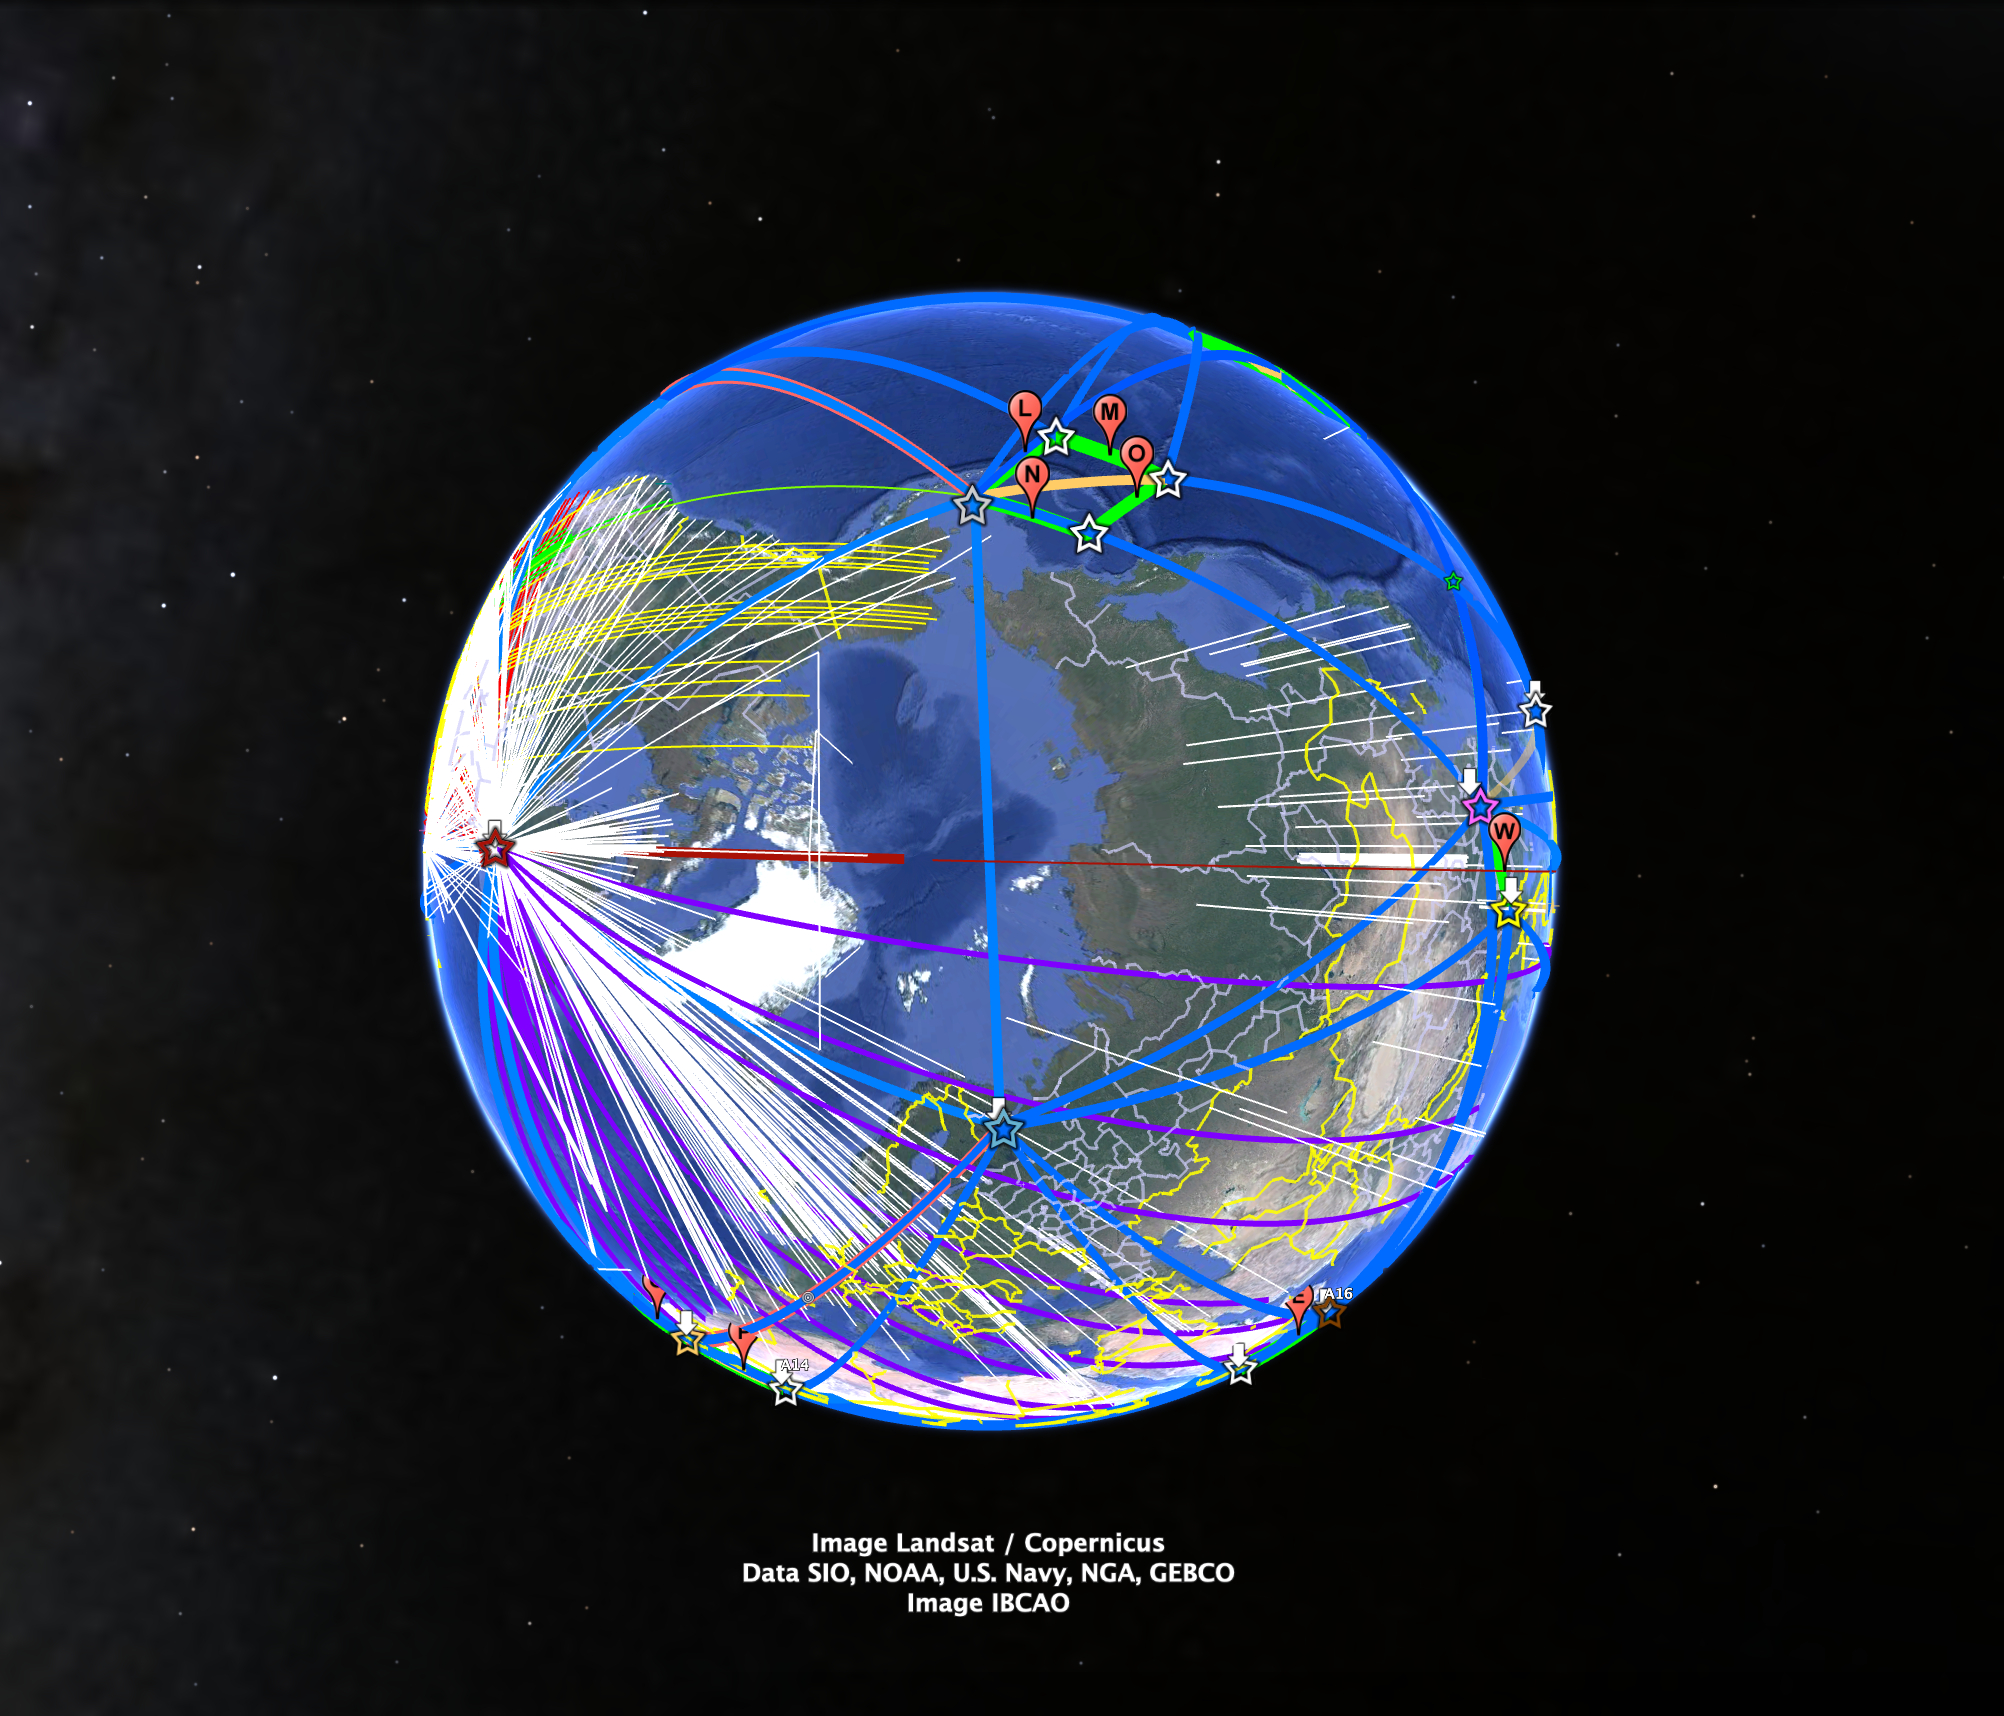 L
M
O
N
W
E
A16
F
A14
Image Landsat / Copernicus
Data SIO, NOAA, U.S. Navy, NGA, GEBCO
Image IBCAO